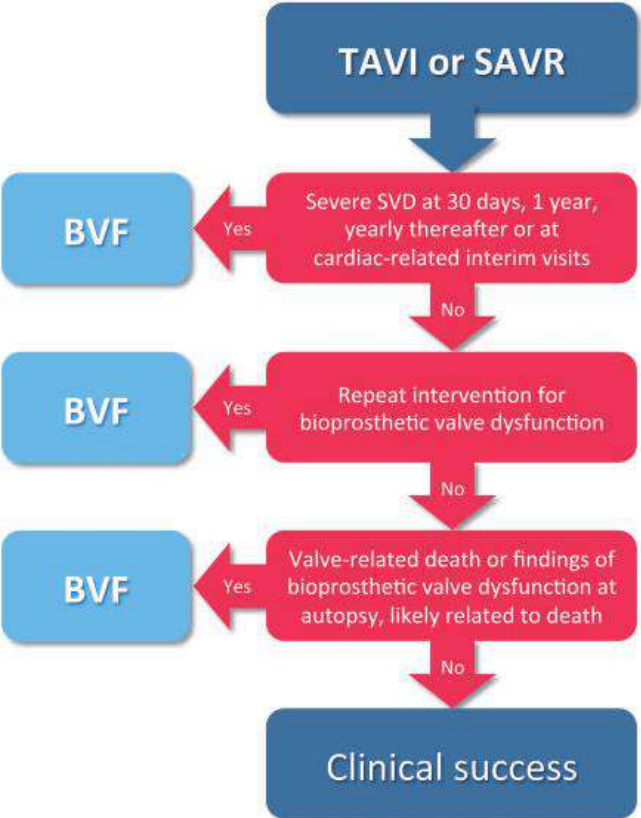 TAVI or SAVR
Severe SVD at 30 days, 1 year,
yearly thereafter or at
cardiac-related interim visits
Yes
BVF
No
Repeat intervention for
bioprosthetic valve dysfunction
Yes
BVF
No
Valve-related death or findings of
bioprosthetic valve dysfunction at
autopsy, likely related to death
Yes
BVF
No
Clinical success